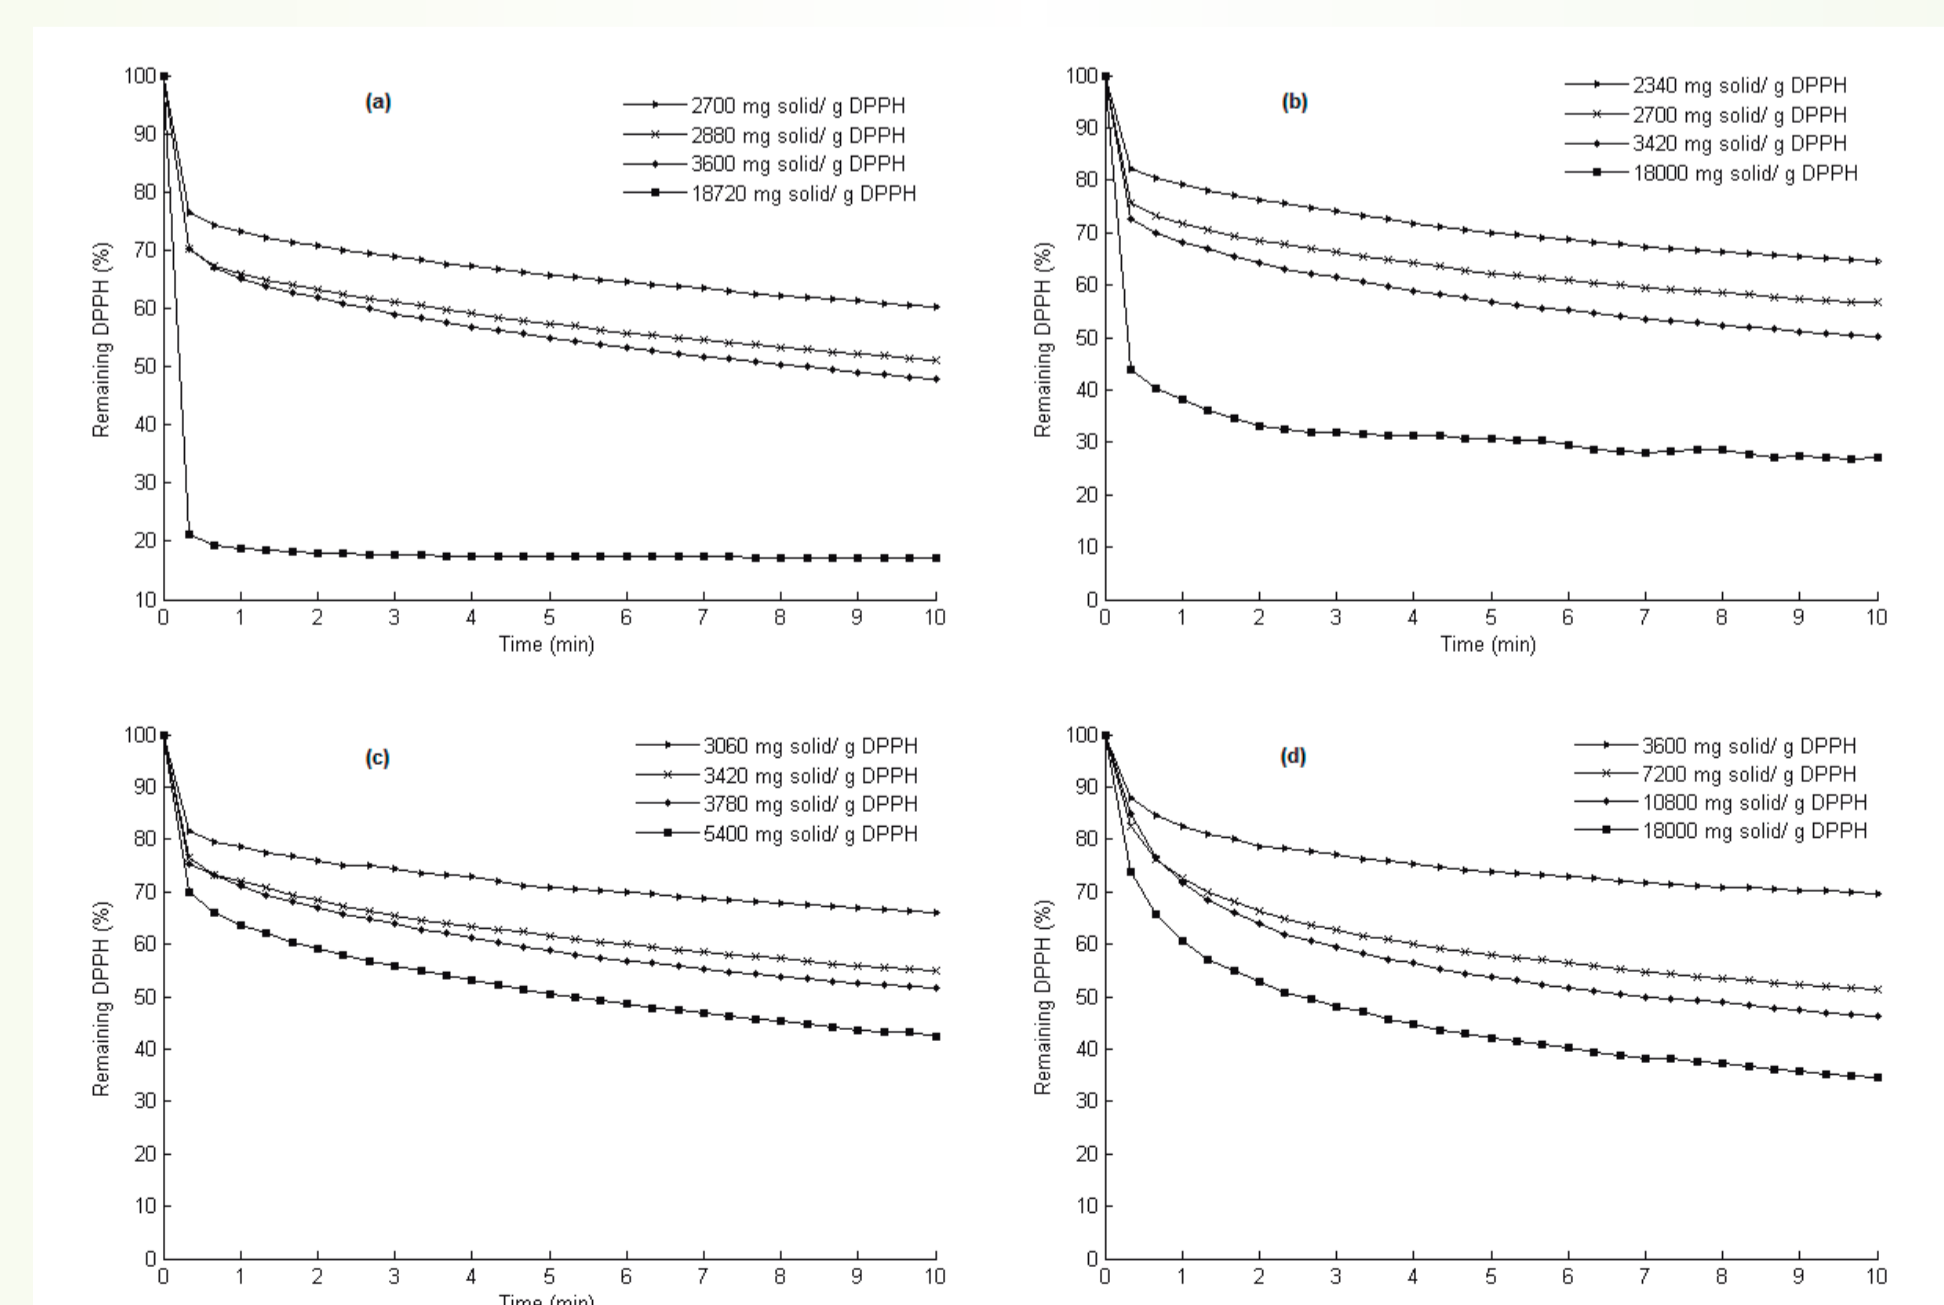 (a)
2700 mg solid/ g DPPH
2880 mg solid/ g DPPH
3600 mg solid/ g DPPH
18720 mg solid/ g DPPH
100
90
80
70
60
50
40
30
20
10
Remaining DPPH (%)
0 1 2 3 4 5 6 7 8 9 10
Time (min)
(b)
2340 mg solid/ g DPPH
2700 mg solid/ g DPPH
3420 mg solid/ g DPPH
18000 mg solid/ g DPPH
100
90
80
70
60
50
40
30
20
10
0
Remaining DPPH (%)
0 1 2 3 4 5 6 7 8 9 10
Time (min)
(c)
3060 mg solid/ g DPPH
3420 mg solid/ g DPPH
3780 mg solid/ g DPPH
5400 mg solid/ g DPPH
100
90
80
70
60
50
40
30
20
10
0
Remaining DPPH (%)
0 1 2 3 4 5 6 7 8 9 10
Time (min)
(d)
3600 mg solid/ g DPPH
7200 mg solid/ g DPPH
10800 mg solid/ g DPPH
18000 mg solid/ g DPPH
100
90
80
70
60
50
40
30
20
10
0
Remaining DPPH (%)
0 1 2 3 4 5 6 7 8 9 10